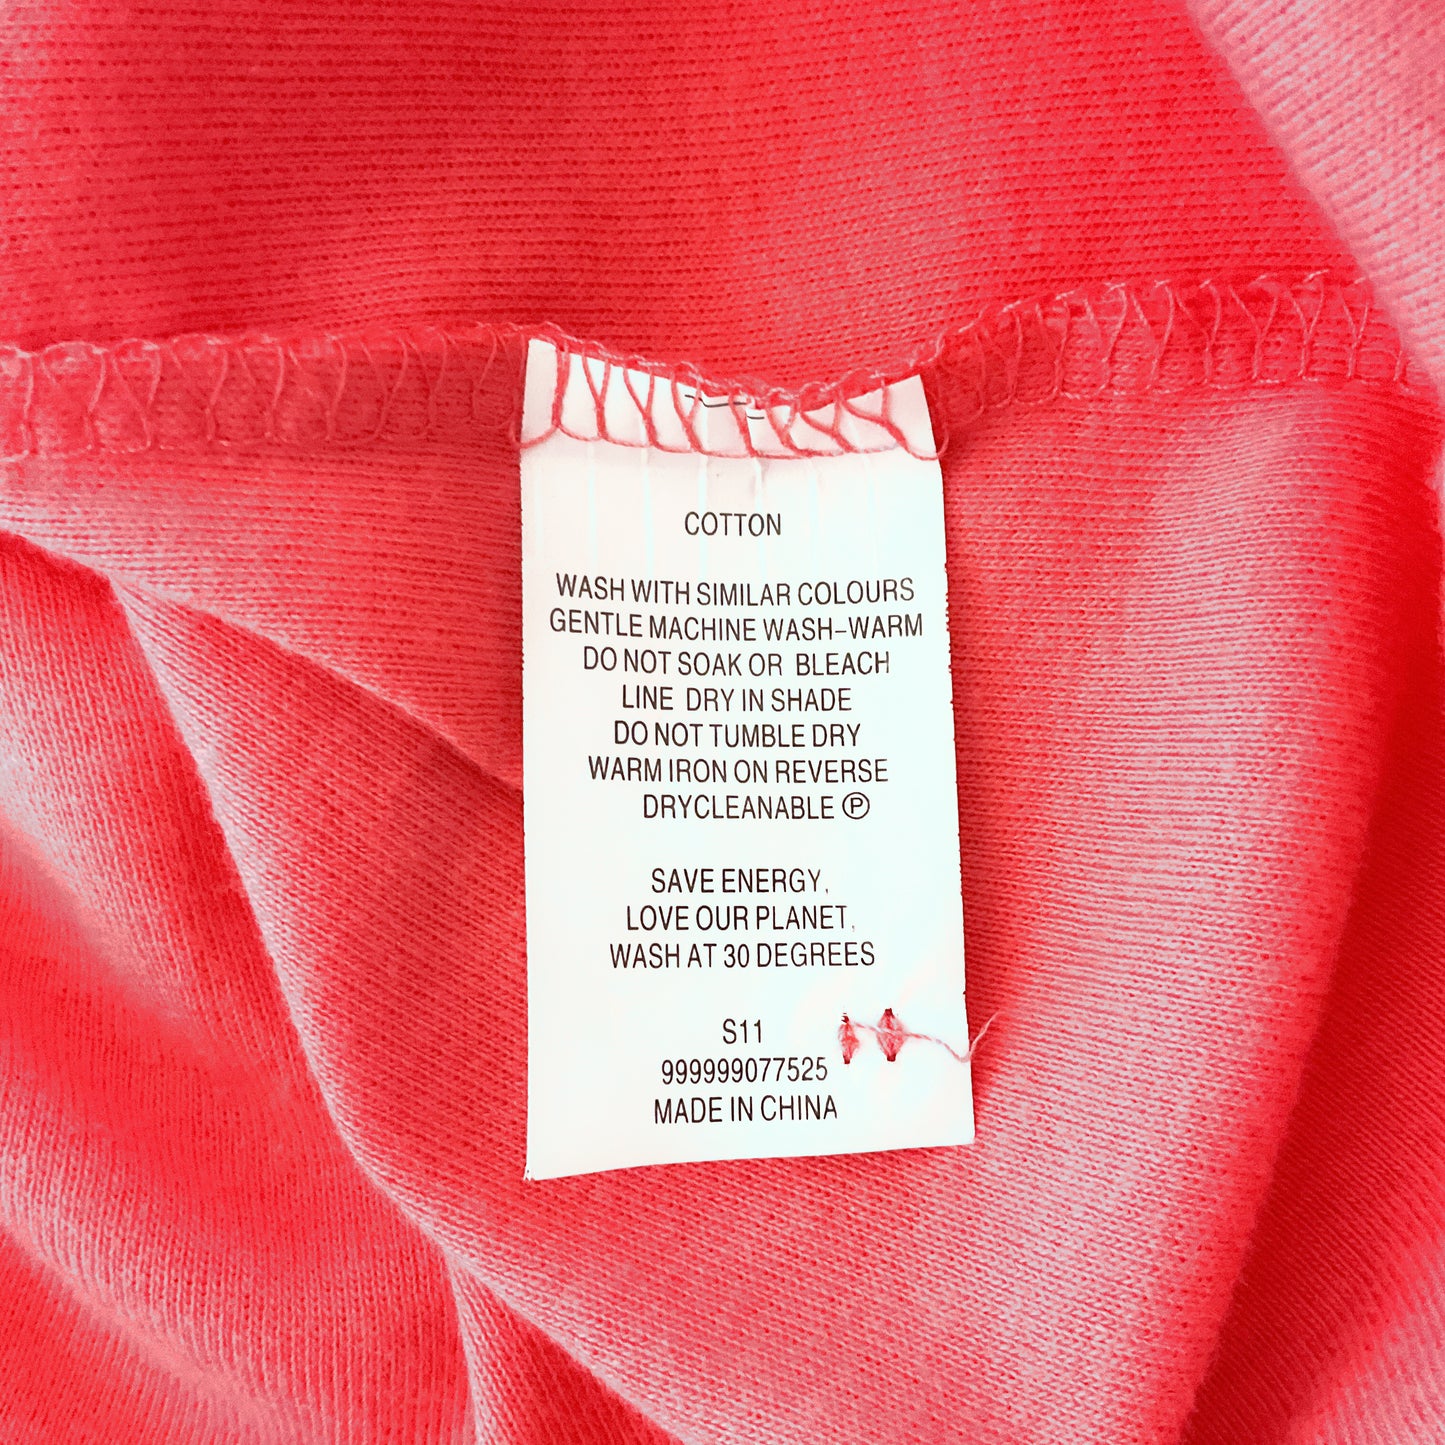 COTTON
WASH WITH SIMILAR COLOURS
GENTLE MACHINE WASH-WARM
DO NOT SOAK OR BLEACH
LINE DRY IN SHADE
DO NOT TUMBLE DRY
WARM IRON ON REVERSE
DRYCLEANABLE Ⓟ
SAVE ENERGY,
LOVE OUR PLANET,
WASH AT 30 DEGREES
S11
999999077525
MADE IN CHINA